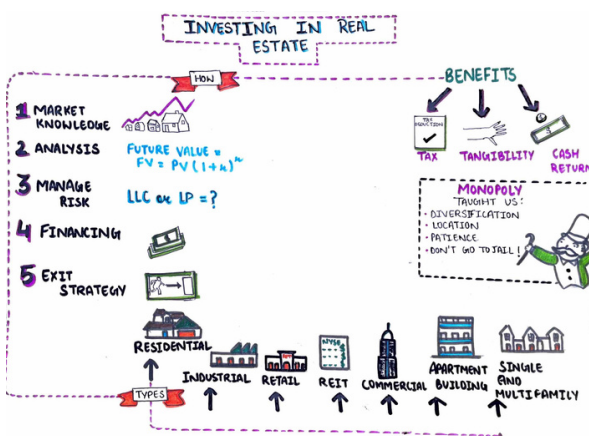 INVESTING IN REAL
ESTATE
HOW
BENEFITS
1 MARKET
KNOWLEDGE
2 ANALYSIS
FUTURE VALUE =
FV = PV (1+r)^n
3 MANAGE
RISK
LLC or LP = ?
4 FINANCING
5 EXIT
STRATEGY
TAX
DEDUCTION
TAX
TANGIBILITY
CASH
RETURN
MONOPOLY
TAUGHT US:
• DIVERSIFICATION
• LOCATION
• PATIENCE
• DON'T GO TO JAIL!
RESIDENTIAL
INDUSTRIAL
RETAIL
NYSE
REIT
COMMERCIAL
APARTMENT
BUILDING
SINGLE
AND
MULTIFAMILY
TYPES